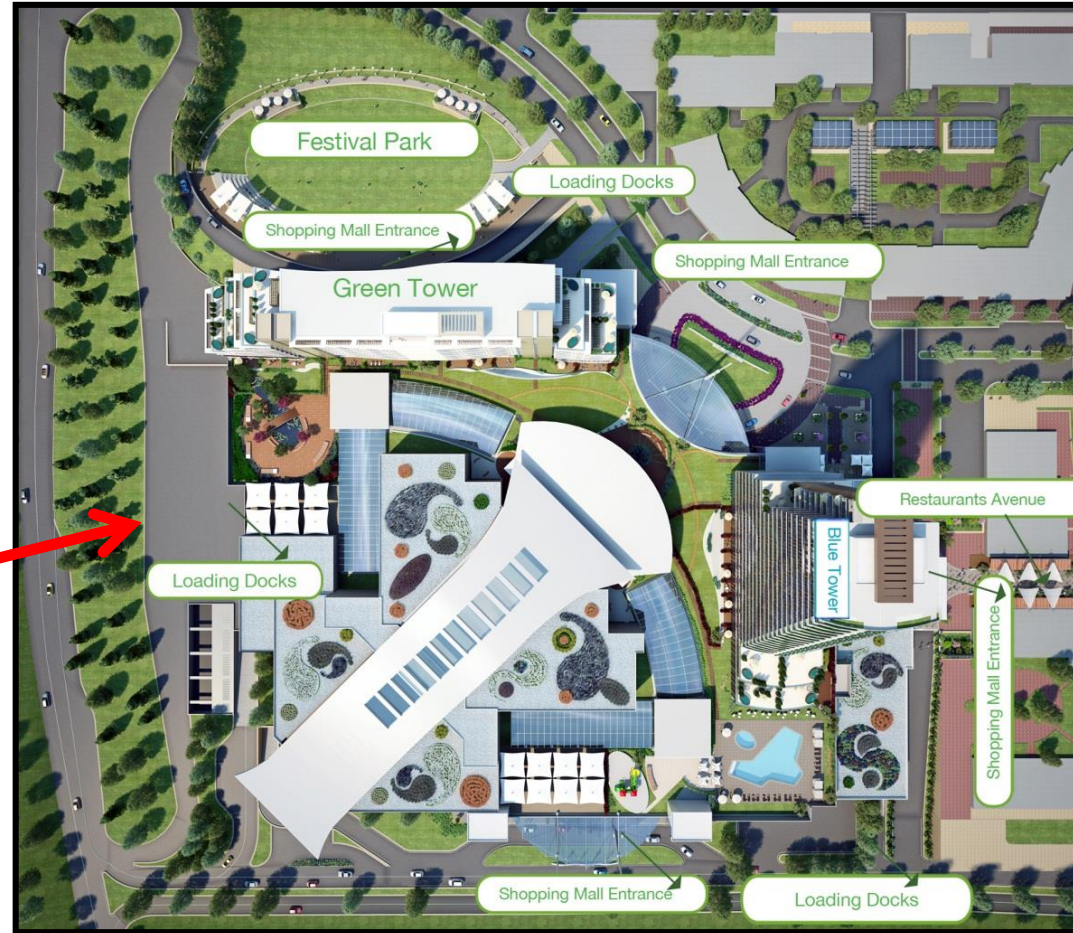 Festival Park
Loading Docks
Shopping Mall Entrance
Shopping Mall Entrance
Green Tower
Restaurants Avenue
Blue Tower
Loading Docks
Shopping Mall Entrance
Shopping Mall Entrance
Loading Docks